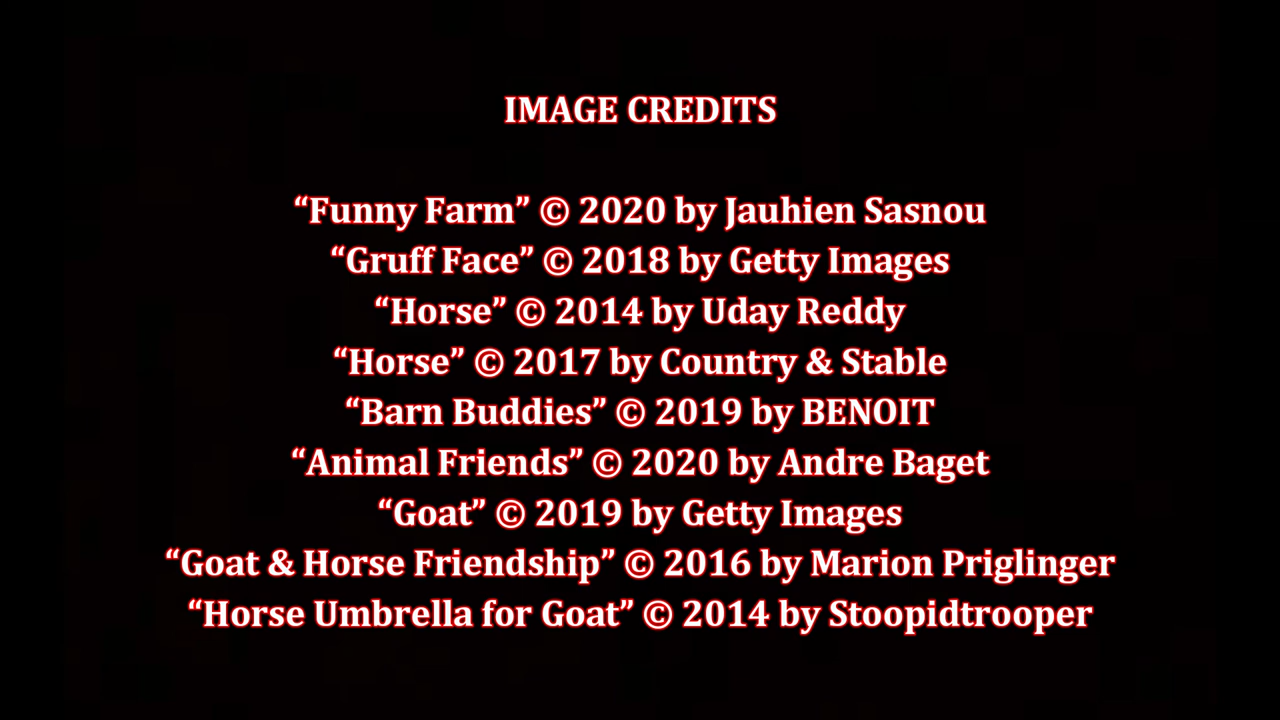 IMAGE CREDITS
“Funny Farm” © 2020 by Jauhien Sasnou
“Gruff Face” © 2018 by Getty Images
“Horse” © 2014 by Uday Reddy
“Horse” © 2017 by Country & Stable
“Barn Buddies” © 2019 by BENOIT
“Animal Friends” © 2020 by Andre Baget
“Goat” © 2019 by Getty Images
“Goat & Horse Friendship” © 2016 by Marion Priglinger
“Horse Umbrella for Goat” © 2014 by Stoopidtrooper